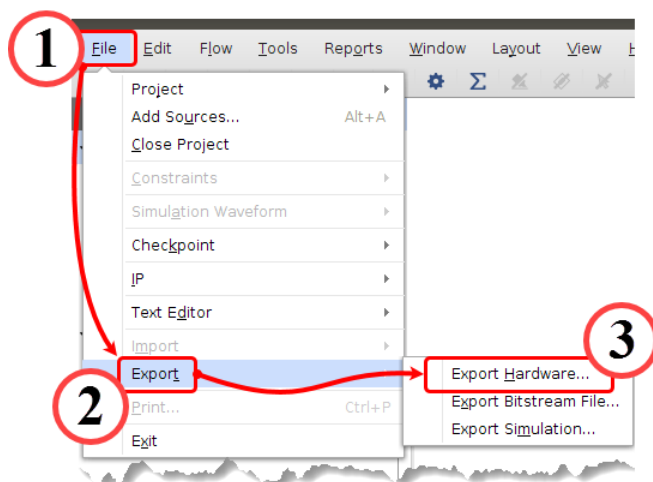 1
File Edit Flow Tools Reports Window Layout View
Project
Add Sources... Alt+A
Close Project
Constraints
Simulation Waveform
Checkpoint
IP
Text Editor
Import
Export
Print... Ctrl+P
Exit
2
3
Export Hardware...
Export Bitstream File...
Export Simulation...